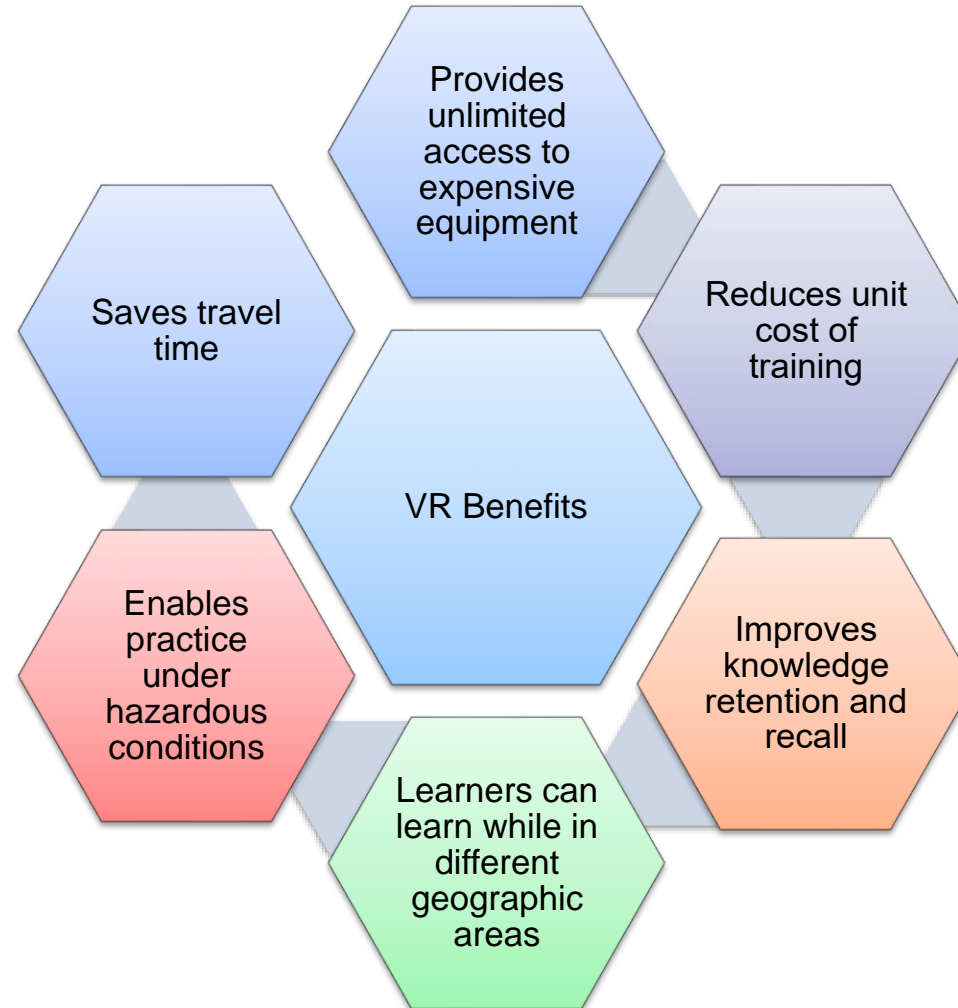 Provides
unlimited
access to
expensive
equipment
Reduces unit
cost of
training
Improves
knowledge
retention and
recall
Learners can
learn while in
different
geographic
areas
Enables
practice
under
hazardous
conditions
Saves travel
time
VR Benefits